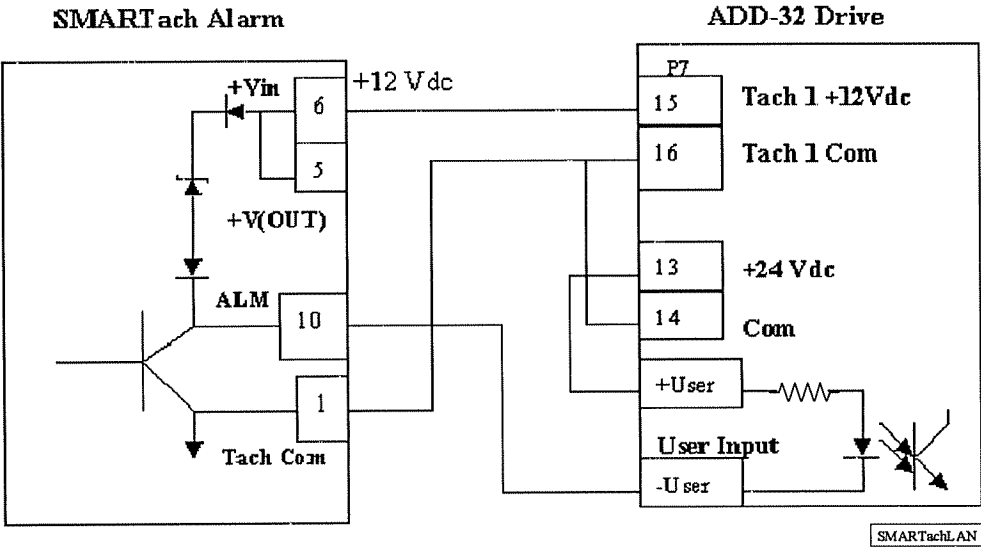 SMARTach Alarm
ADD-32 Drive
+Vin
6
+12 Vdc
5
+V(OUT)
ALM
10
1
Tach Com
P7
15
Tach 1 +12Vdc
16
Tach 1 Com
13
+24 Vdc
14
Com
+User
User Input
-User
SMARTachLAN